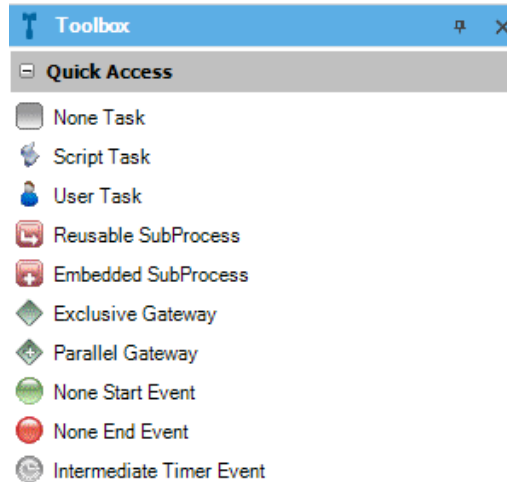 Toolbox
Quick Access
None Task
Script Task
User Task
Reusable SubProcess
Embedded SubProcess
Exclusive Gateway
Parallel Gateway
None Start Event
None End Event
Intermediate Timer Event